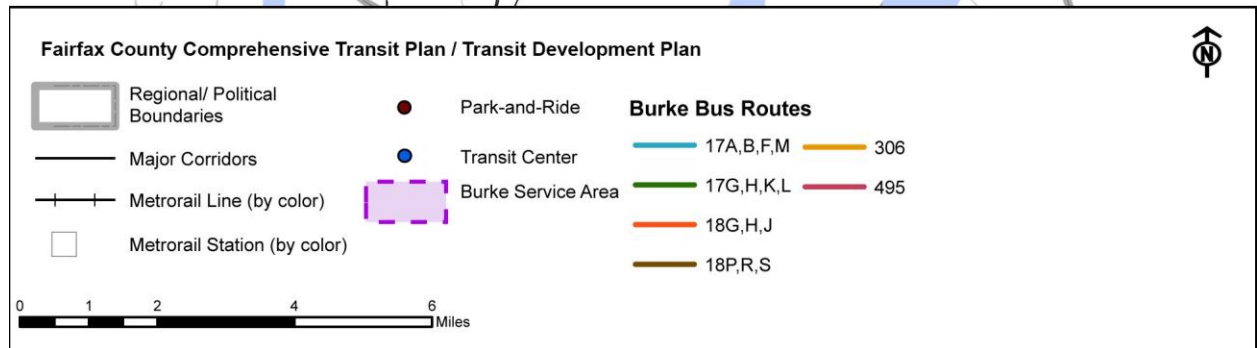 Fairfax County Comprehensive Transit Plan / Transit Development Plan
N
Regional/ Political
Boundaries
Major Corridors
Metrorail Line (by color)
Metrorail Station (by color)
Park-and-Ride
Transit Center
Burke Service Area
Burke Bus Routes
17A,B,F,M
17G,H,K,L
18G,H,J
18P,R,S
306
495
0 1 2 4 6
Miles